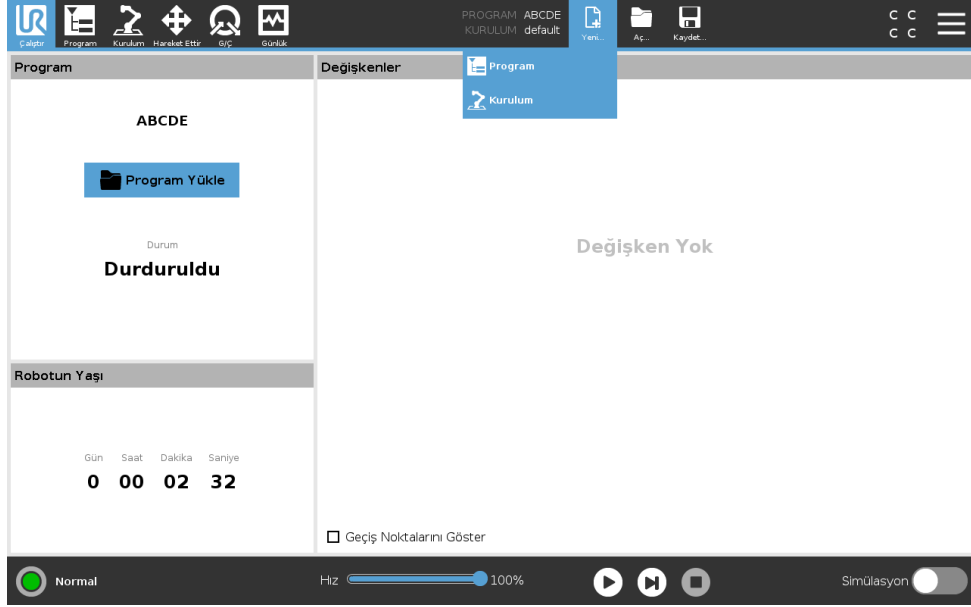 UR
PROGRAM ABCDE
KURULUM default
C C
C C
Çalıştır Program Kurulum Hareket Ettir G/Ç Günlük Yeni... Aç... Kaydet...
Program
Kurulum
Program
ABCDE
Program Yükle
Durum
Durduruldu
Değişkenler
Değişken Yok
Robotun Yaşı
Gün Saat Dakika Saniye
0 00 02 32
Geçiş Noktalarını Göster
Normal Hız 100% Simülasyon